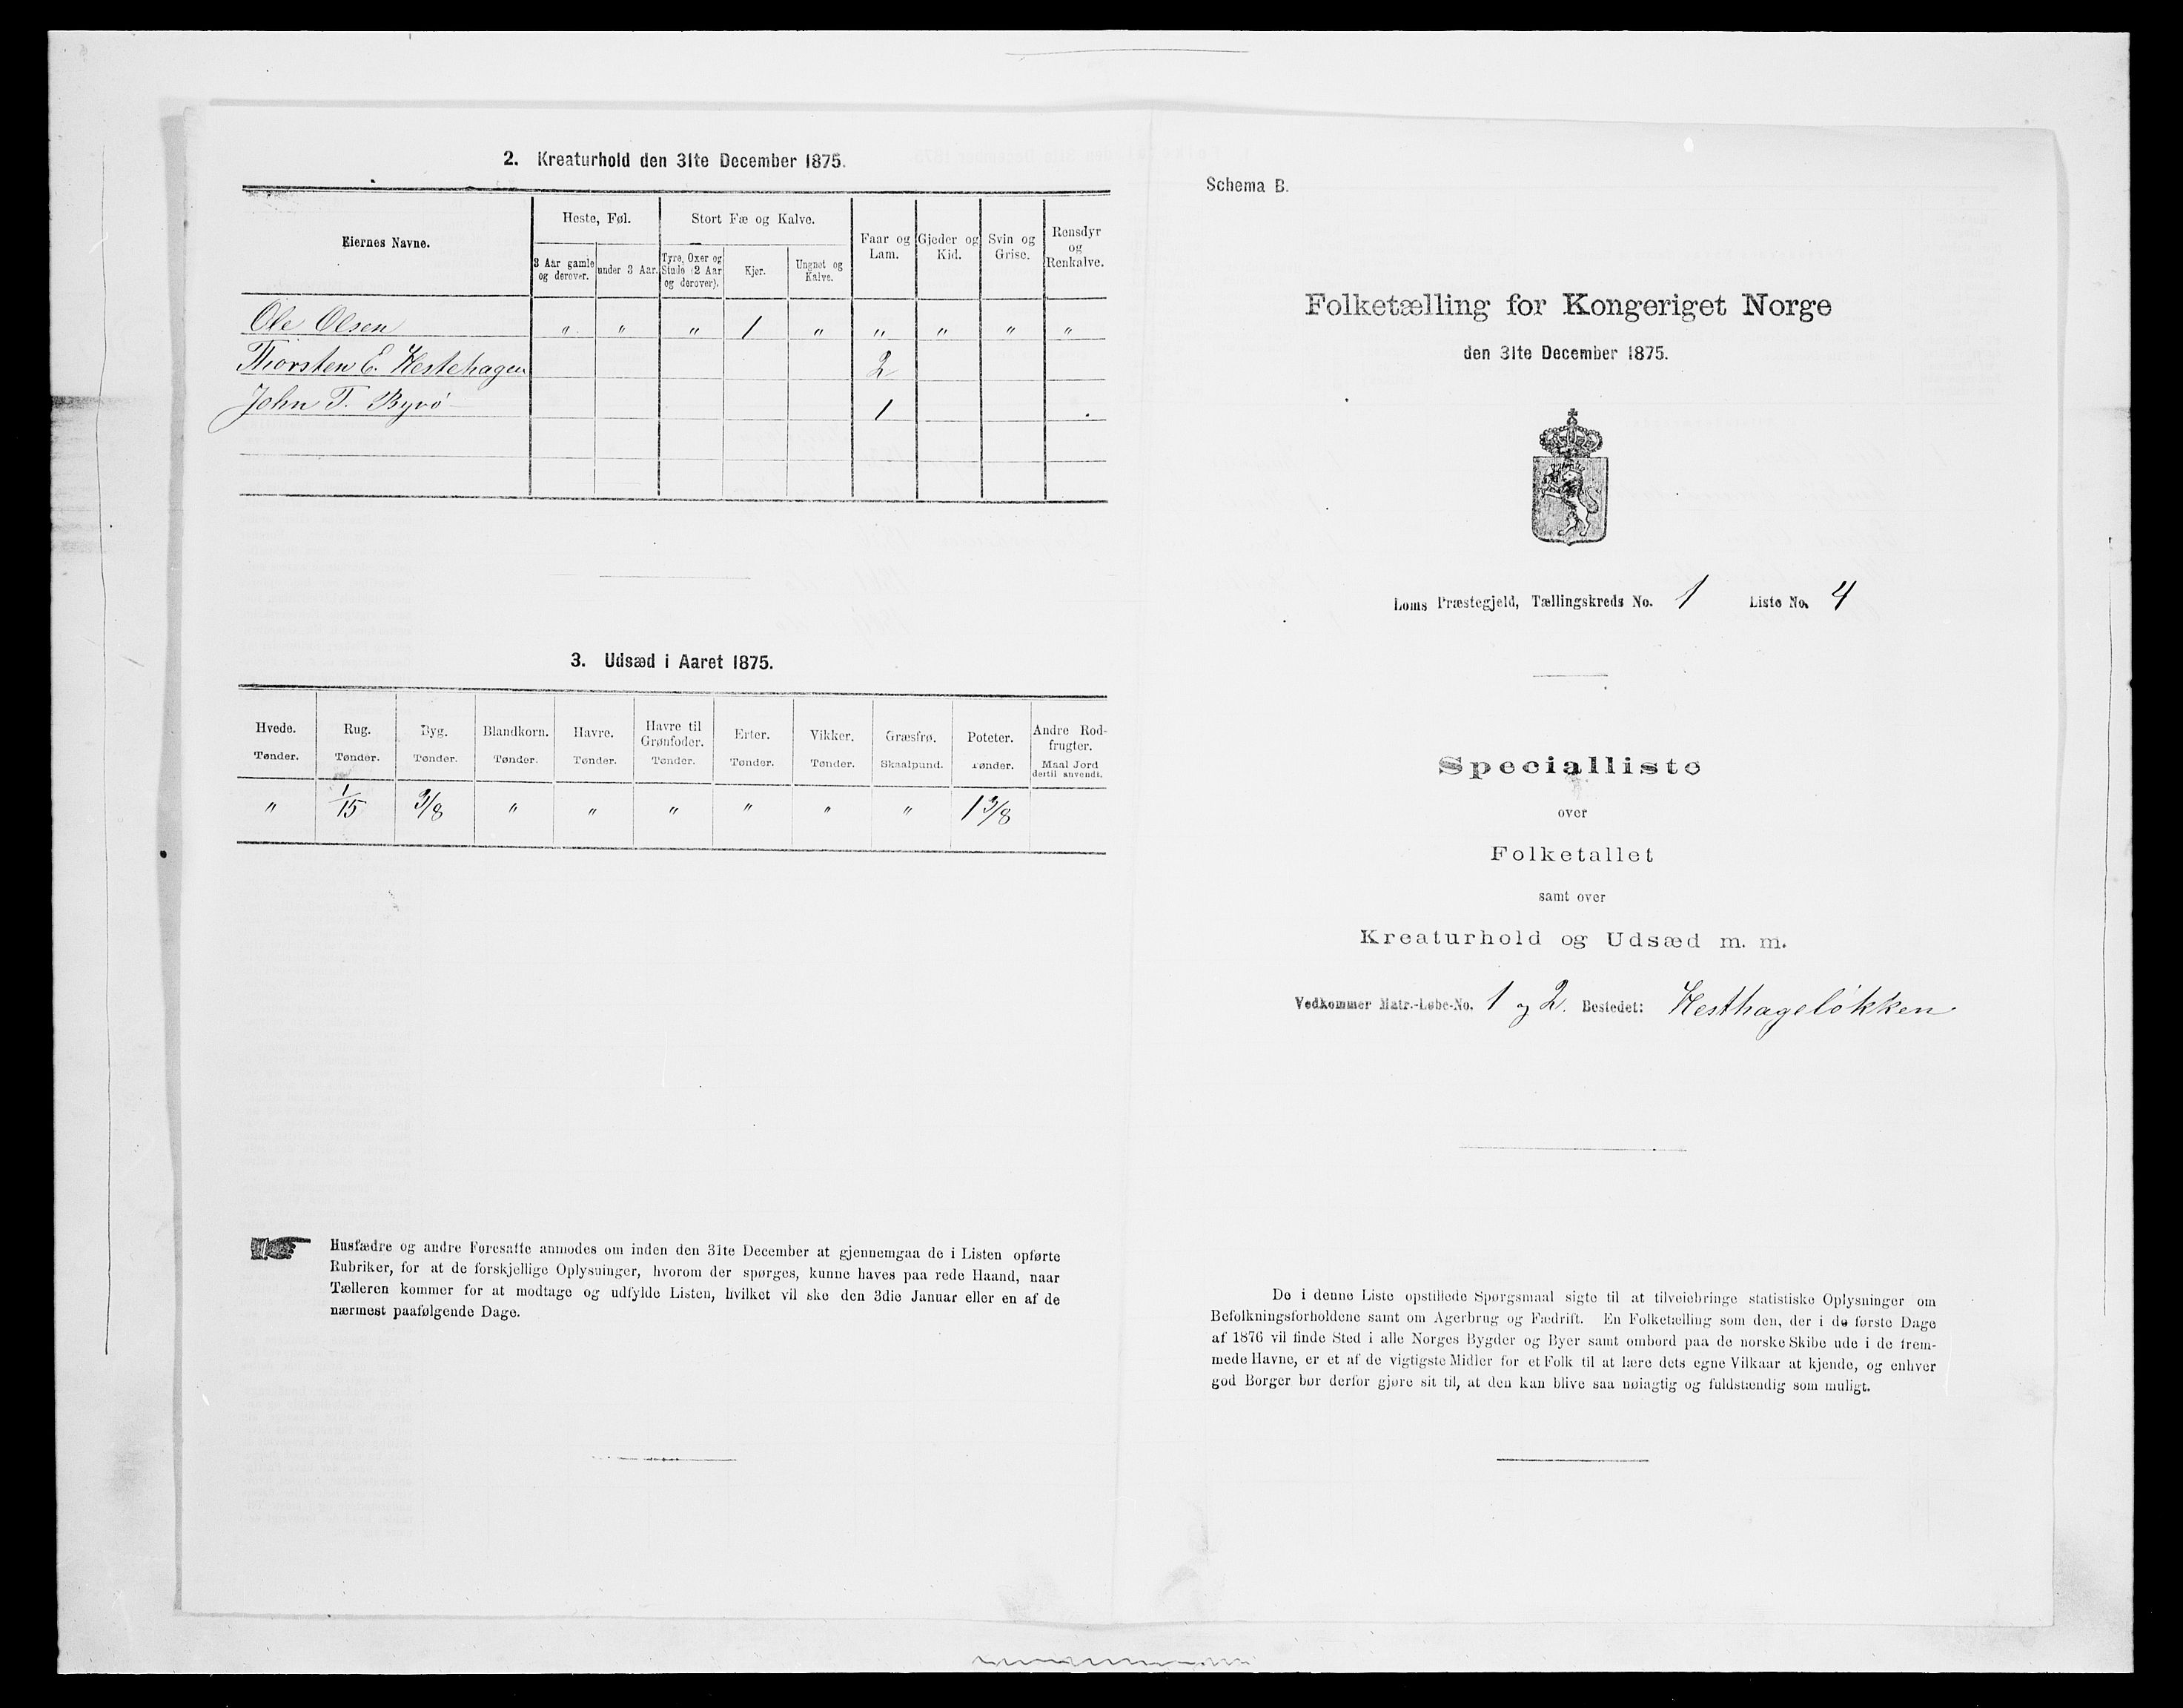 2. Kreaturhold den 31te December 1875.
Eiernes Navne.
Heste, Føl.
Stort Fæ og Kalve.
Faar og Lam.
Gjeder og Kid.
Svin og Grise.
Rensdyr og Renkalve.
3 Aar gamle og derover.
under 3 Aar.
Tyre, Oxer og Stude (2 Aar og derover).
Kjør.
Ungnøt og Kalve.
Ole Olsen " " " 1 " " " " "
Thorsten E. Hestehagen 2
John T. Byvø 1
3. Udsæd i Aaret 1875.
Hvede. Rug. Byg. Blandkorn. Havre. Havre til Grønfoder. Erter. Vikker. Græsfrø. Poteter. Andre Rodfrugter.
Tønder. Tønder. Tønder. Tønder. Tønder. Tønder. Tønder. Tønder. Skaalpund. Tønder. Maal Jord dertil anvendt.
" 1/15 3/8 " " " " " " 1 3/8
Husfædre og andre Foresatte anmodes om inden den 31te December at gjennemgaa de i Listen opførte
Rubriker, for at de forskjellige Oplysninger, hvorom der spørges, kunne haves paa rede Haand, naar
Tælleren kommer for at modtage og udfylde Listen, hvilket vil ske den 3die Januar eller en af de
nærmest paafølgende Dage.
Schema B.
Folketælling for Kongeriget Norge
den 31te December 1875.
Loms Præstegjeld, Tællingskreds No. 1 Liste No. 4
Specialliste
over
Folketallet
samt over
Kreaturhold og Udsæd m. m.
Vedkommer Matr.-Løbe-No. 1 og 2. Bostedet: Hesthageløkken
De i denne Liste opstillede Spørgsmaal sigte til at tilveiebringe statistiske Oplysninger om
Befolkningsforholdene samt om Agerbrug og Fædrift. En Folketælling som den, der i de første Dage
af 1876 vil finde Sted i alle Norges Bygder og Byer samt ombord paa de norske Skibe ude i de frem-
mede Havne, er et af de vigtigste Midler for et Folk til at lære dets egne Vilkaar at kjende, og enhver
god Borger bør derfor gjøre sit til, at den kan blive saa nøiagtig og fuldstændig som muligt.